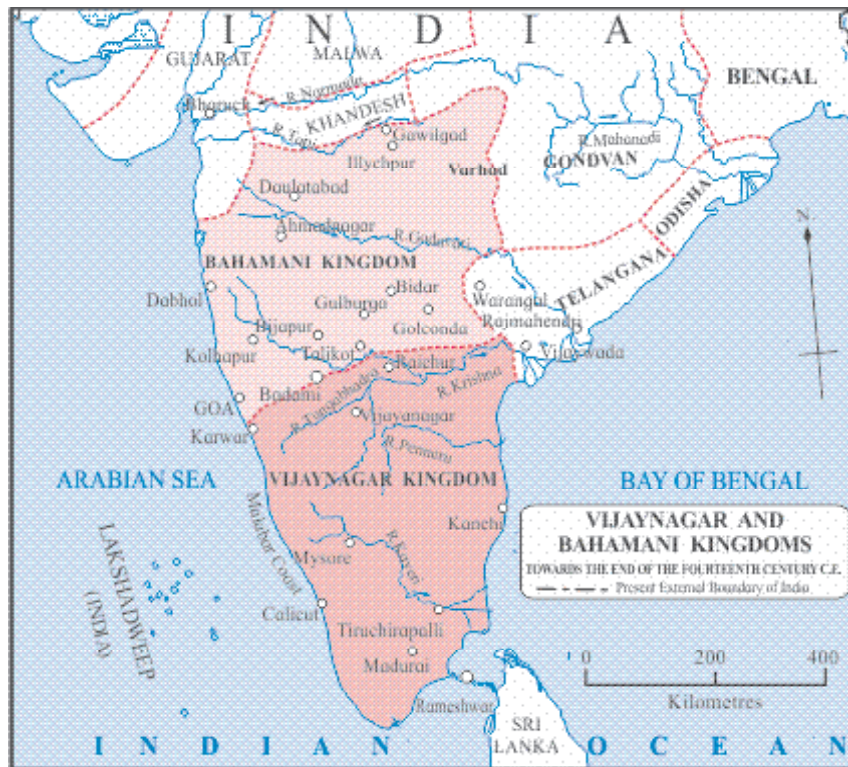 I N D I A
GUJARAT
MALWA
BENGAL
Bharuch
R. Narmada
KHANDESH
R. Tapi
Gawilgad
Illychpur
Varhad
R. Mahanadi
GONDVAN
ODISHA
Daulatabad
Ahmadnagar
R. Godavari
N
BAHAMANI KINGDOM
TELANGANA
Dabhol
Bidar
Gulburga
Golconda
Warangal
Rajmahendri
Bijapur
Kolhapur
Talikot
Raichur
Vijaywada
Badami
R. Tungabhadra
R. Krishna
GOA
Karwar
Vijayanagar
R. Pennaru
ARABIAN SEA
VIJAYNAGAR KINGDOM
BAY OF BENGAL
Malabar Coast
Kanchi
VIJAYNAGAR AND
BAHAMANI KINGDOMS
TOWARDS THE END OF THE FOURTEENTH CENTURY C.E.
Present External Boundary of India
LAKSHADWEEP
(INDIA)
Mysore
R. Kaveri
Calicut
Tiruchirapalli
Madurai
0 200 400
Kilometres
Rameshwar
SRI
LANKA
I N D I A N O C E A N